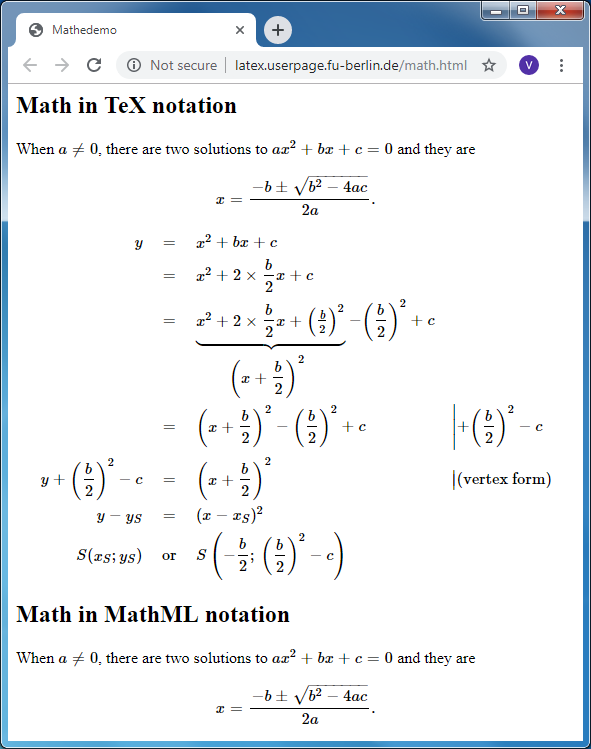 Mathedemo
Not secure | latex.userpage.fu-berlin.de/math.html
V
Math in TeX notation
When a ≠ 0, there are two solutions to ax² + bx + c = 0 and they are
x = (−b ± √(b² − 4ac)) / 2a.
y = x² + bx + c
= x² + 2 × b/2 x + c
= x² + 2 × b/2 x + (b/2)² − (b/2)² + c
(x + b/2)²
= (x + b/2)² − (b/2)² + c |+(b/2)² − c
y + (b/2)² − c = (x + b/2)² |(vertex form)
y − y_S = (x − x_S)²
S(x_S; y_S) or S(−b/2; (b/2)² − c)
Math in MathML notation
When a ≠ 0, there are two solutions to ax² + bx + c = 0 and they are
x = (−b ± √(b² − 4ac)) / 2a.